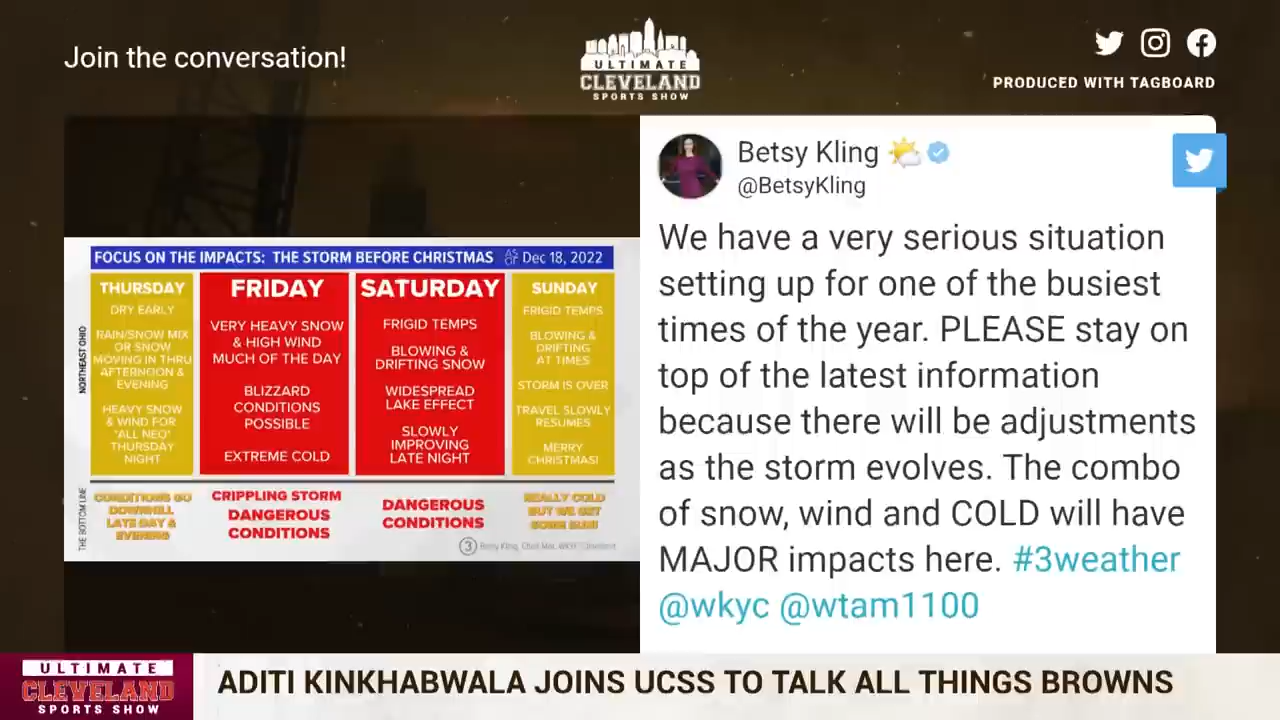 Join the conversation!
ULTIMATE
CLEVELAND
SPORTS SHOW
PRODUCED WITH TAGBOARD
FOCUS ON THE IMPACTS: THE STORM BEFORE CHRISTMAS AS OF Dec 18, 2022
NORTHEAST OHIO
THURSDAY
DRY EARLY
RAIN/SNOW MIX
OR SNOW
MOVING IN THRU
AFTERNOON &
EVENING
HEAVY SNOW
& WIND FOR
"ALL NEO"
THURSDAY
NIGHT
FRIDAY
VERY HEAVY SNOW
& HIGH WIND
MUCH OF THE DAY
BLIZZARD
CONDITIONS
POSSIBLE
EXTREME COLD
SATURDAY
FRIGID TEMPS
BLOWING &
DRIFTING SNOW
WIDESPREAD
LAKE EFFECT
SLOWLY
IMPROVING
LATE NIGHT
SUNDAY
FRIGID TEMPS
BLOWING &
DRIFTING
AT TIMES
STORM IS OVER
TRAVEL SLOWLY
RESUMES
MERRY
CHRISTMAS!
THE BOTTOM LINE
CONDITIONS GO
DOWNHILL
LATE DAY &
EVENING
CRIPPLING STORM
DANGEROUS
CONDITIONS
DANGEROUS
CONDITIONS
REALLY COLD
BUT WE GET
SOME SUN!
3 Betsy Kling, Chief Met, WKYC Cleveland
Betsy Kling
@BetsyKling
We have a very serious situation
setting up for one of the busiest
times of the year. PLEASE stay on
top of the latest information
because there will be adjustments
as the storm evolves. The combo
of snow, wind and COLD will have
MAJOR impacts here. #3weather
@wkyc @wtam1100
ULTIMATE
CLEVELAND
SPORTS SHOW
ADITI KINKHABWALA JOINS UCSS TO TALK ALL THINGS BROWNS